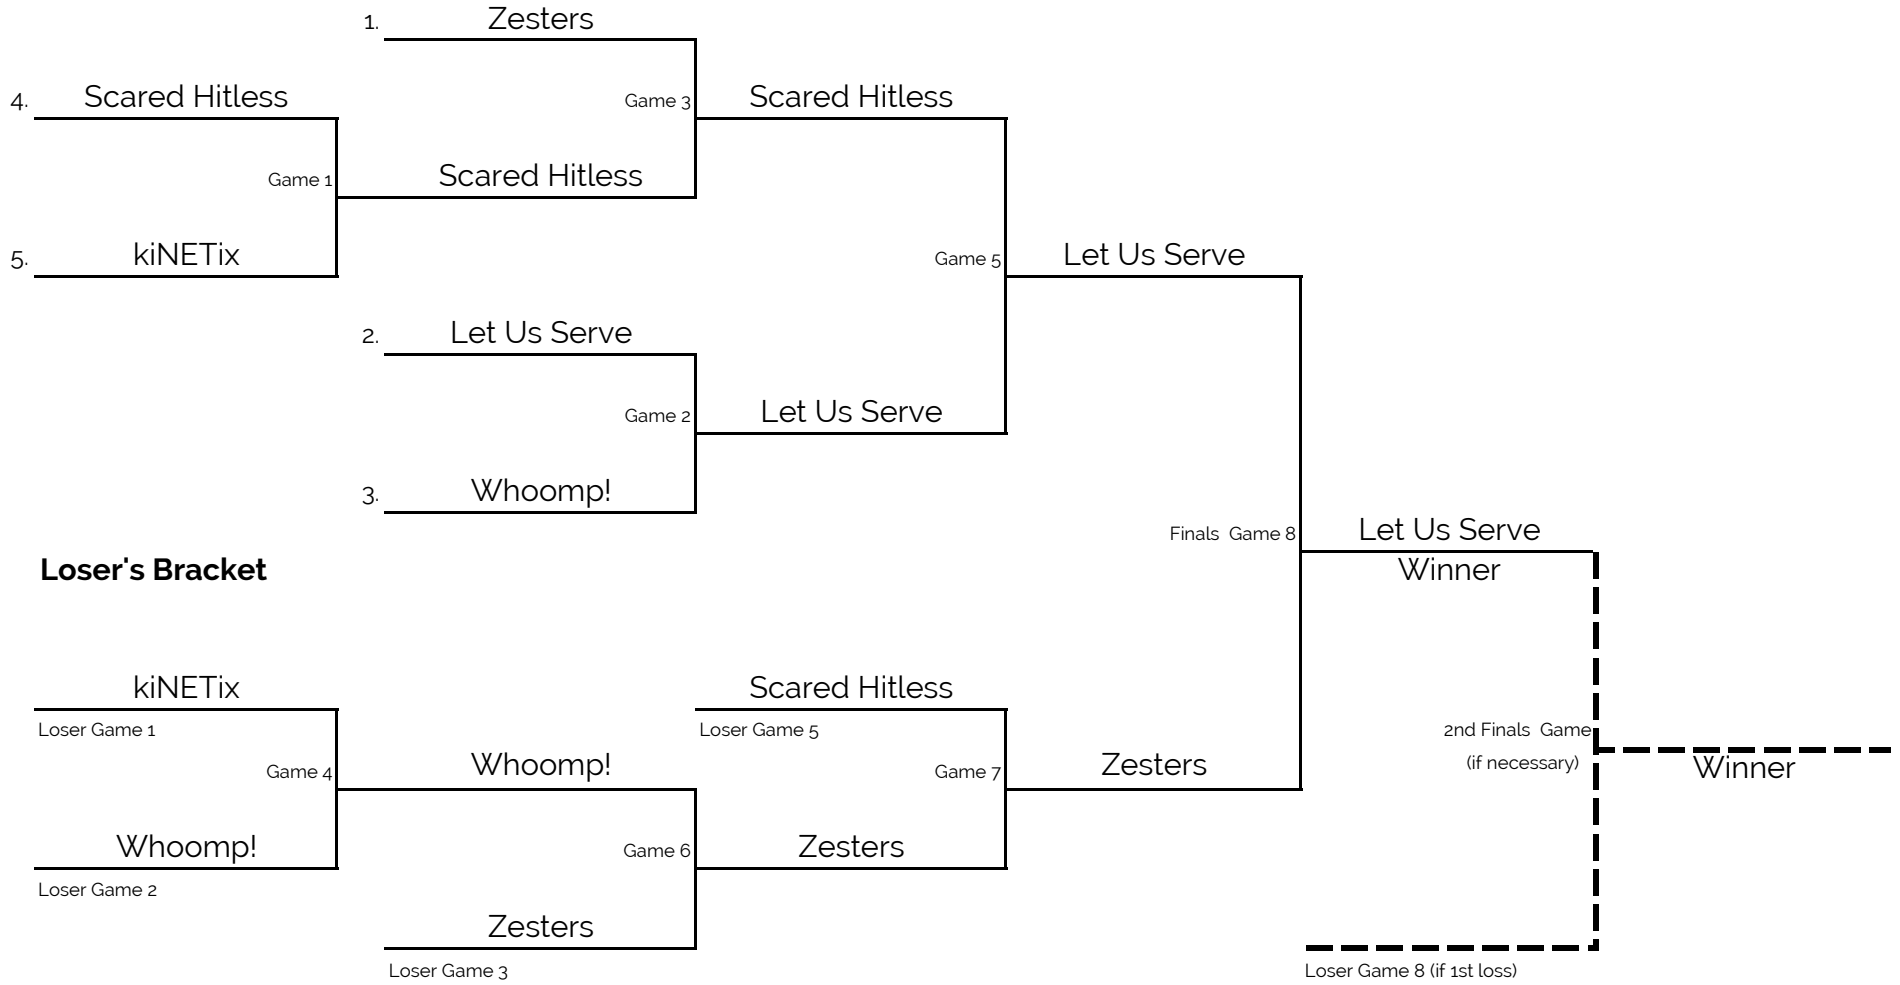 1. Zesters
4. Scared Hitless
Game 3
Scared Hitless
Game 1
Scared Hitless
5. kiNETix
Game 5
Let Us Serve
2. Let Us Serve
Game 2
Let Us Serve
3. Whoomp!
Finals Game 8
Let Us Serve
Winner
Loser's Bracket
kiNETix
Loser Game 1
Scared Hitless
Loser Game 5
2nd Finals Game
(if necessary)
Winner
Game 4
Whoomp!
Game 7
Zesters
Whoomp!
Loser Game 2
Game 6
Zesters
Zesters
Loser Game 3
Loser Game 8 (if 1st loss)